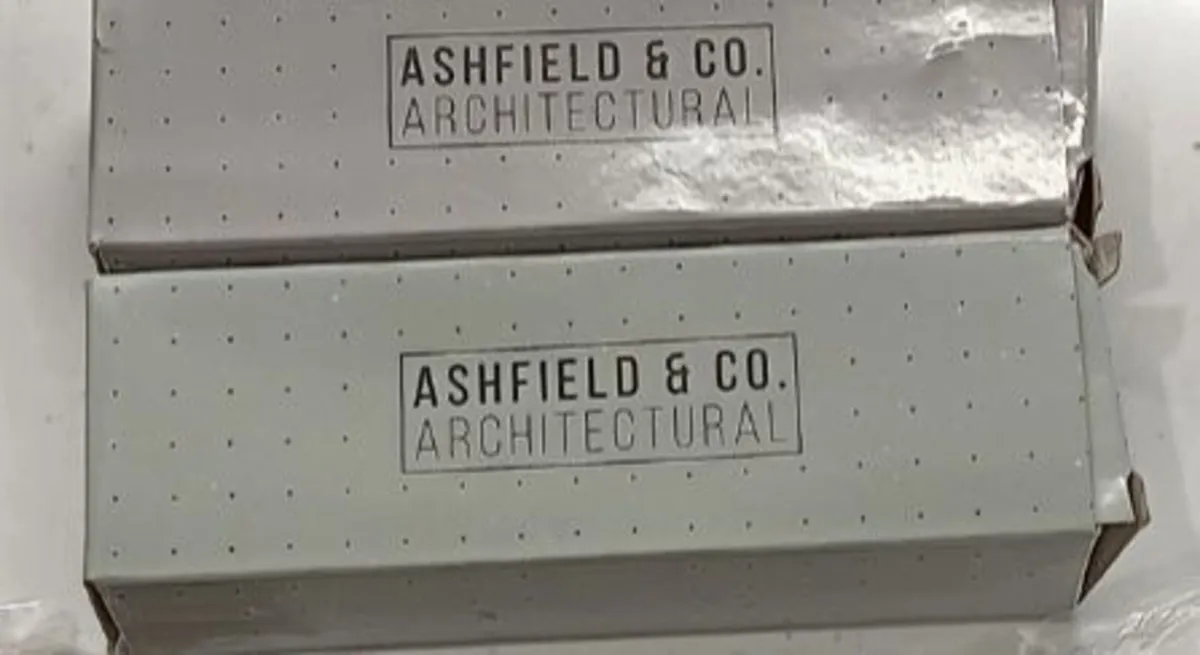 ASHFIELD & CO.
ARCHITECTURAL
ASHFIELD & CO.
ARCHITECTURAL